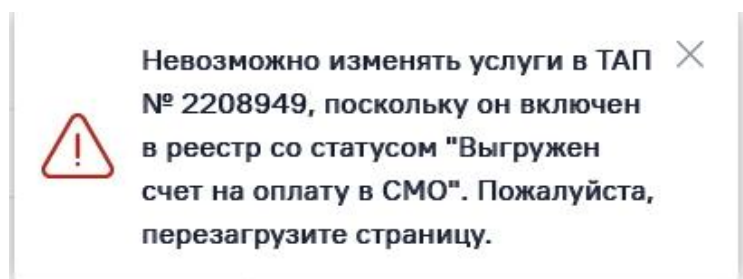 Невозможно изменять услуги в ТАП
№ 2208949, поскольку он включен
в реестр со статусом "Выгружен
счет на оплату в СМО". Пожалуйста,
перезагрузите страницу.